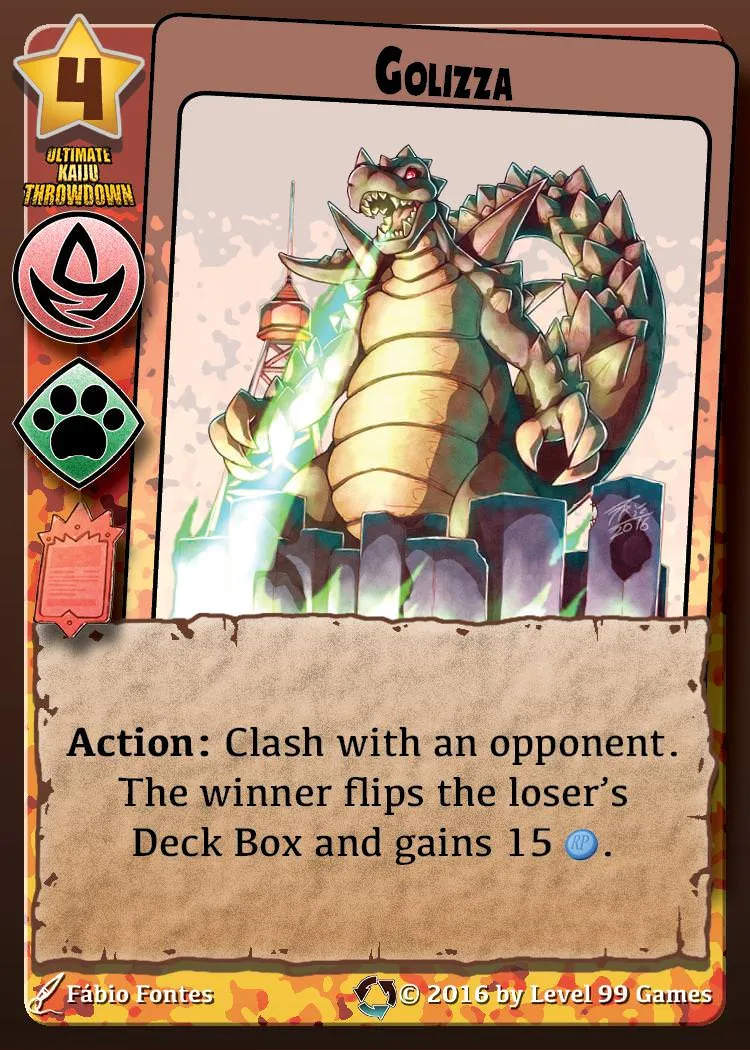 4
GOLIZZA
ULTIMATE
KAIJU
THROWDOWN
2016
Action: Clash with an opponent.
The winner flips the loser's
Deck Box and gains 15 RP.
Fábio Fontes
© 2016 by Level 99 Games